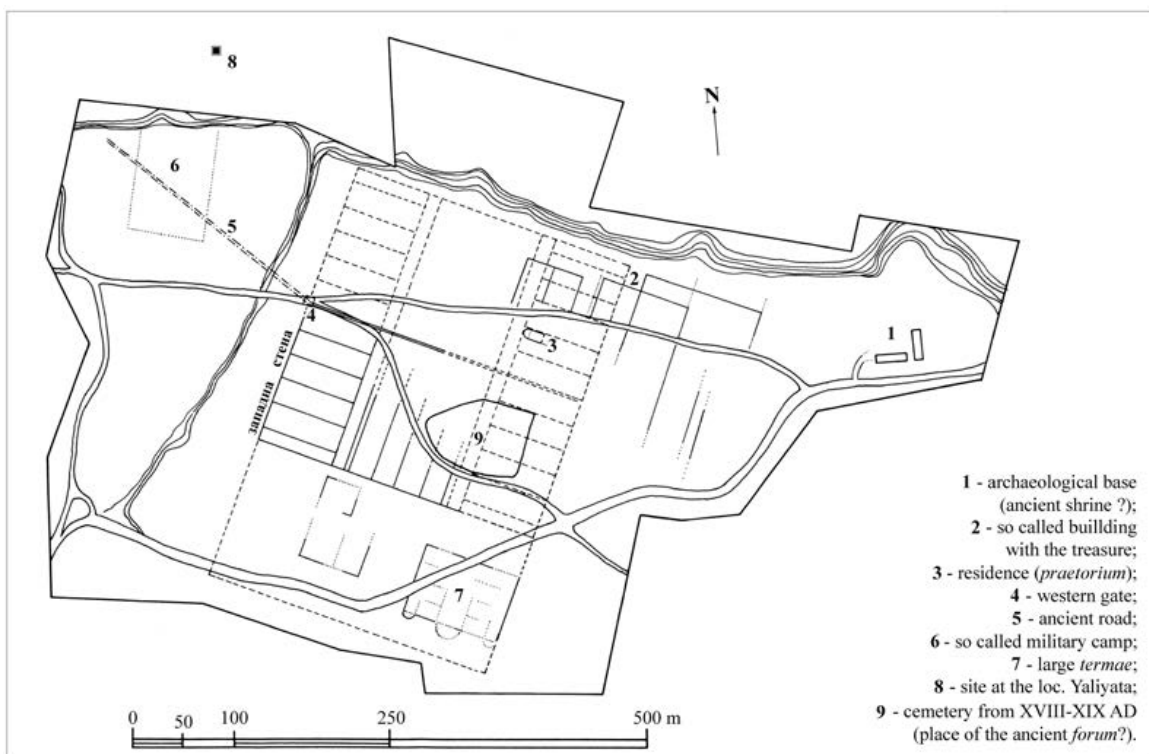 8
N
6
5
2
4
3
1
западна стена
9
7
1 - archaeological base
(ancient shrine ?);
2 - so called buillding
with the treasure;
3 - residence (praetorium);
4 - western gate;
5 - ancient road;
6 - so called military camp;
7 - large termae;
8 - site at the loc. Yaliyata;
9 - cemetery from XVIII-XIX AD
(place of the ancient forum?).
0 50 100 250 500 m